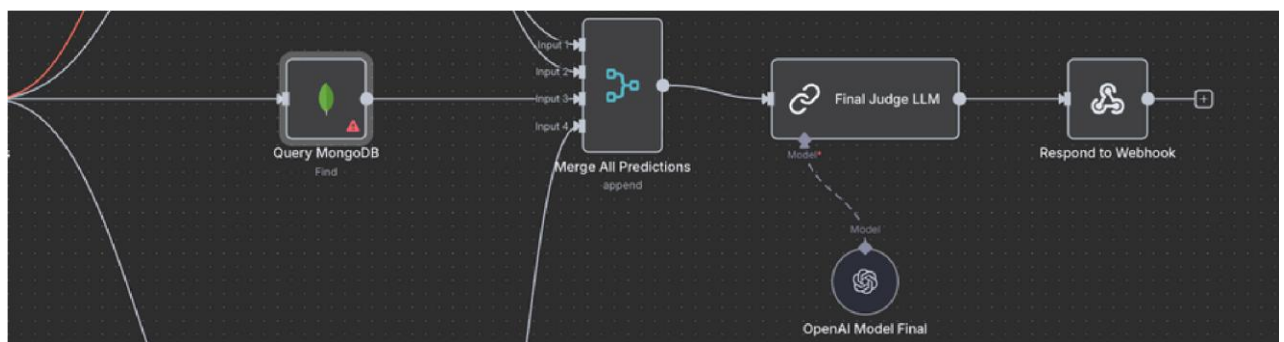 Input 1
Input 2
Input 3
Input 4
Query MongoDB
Find
Merge All Predictions
append
Final Judge LLM
Model*
Model
OpenAI Model Final
Respond to Webhook
s